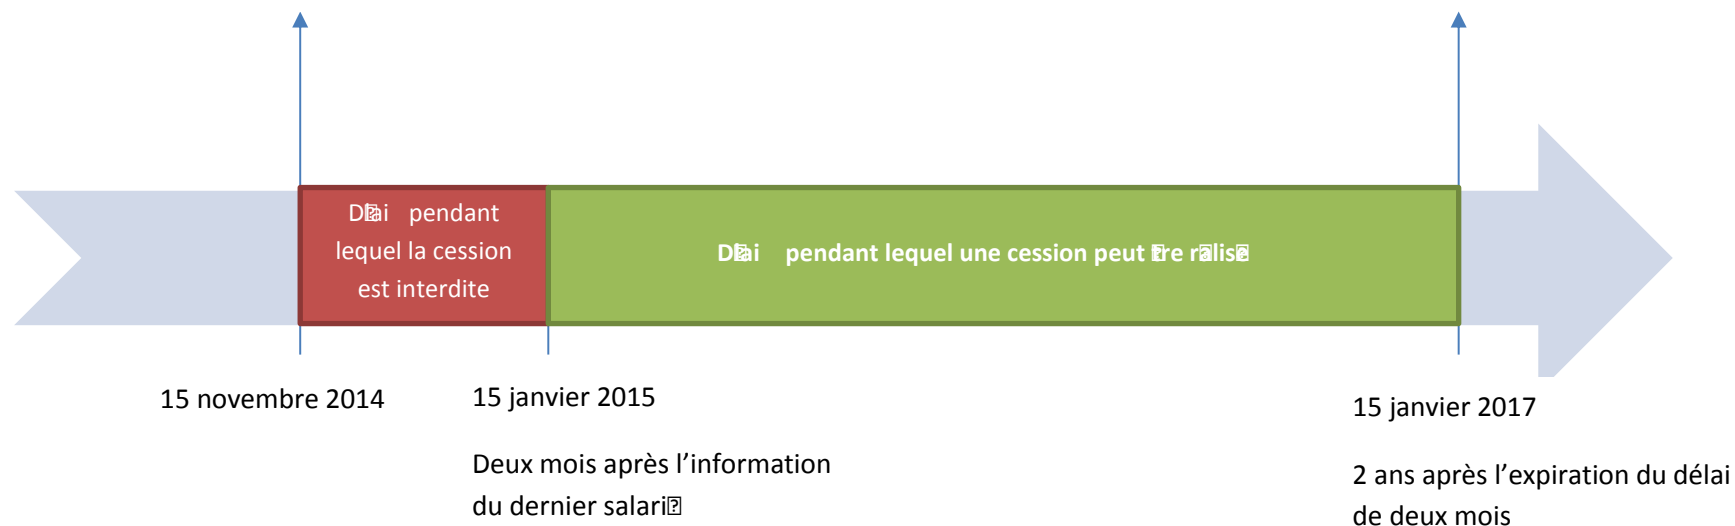 pendant
lequel la cession
est interdite
pendant lequel une cession peut
15 novembre 2014
15 janvier 2015
Deux mois après l’information
du dernier
15 janvier 2017
2 ans après l’expiration du délai
de deux mois